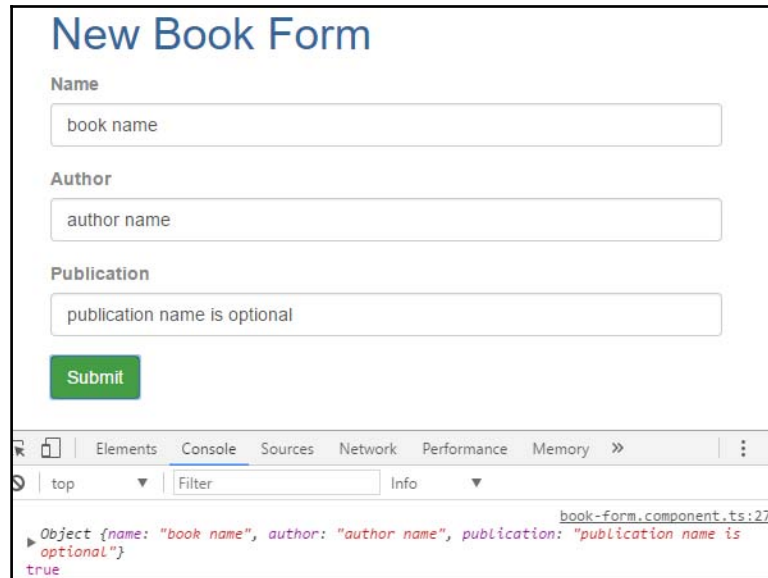 New Book Form
Name
book name
Author
author name
Publication
publication name is optional
Submit
Elements Console Sources Network Performance Memory »
top Filter Info
book-form.component.ts:27
Object {name: "book name", author: "author name", publication: "publication name is
optional"}
true